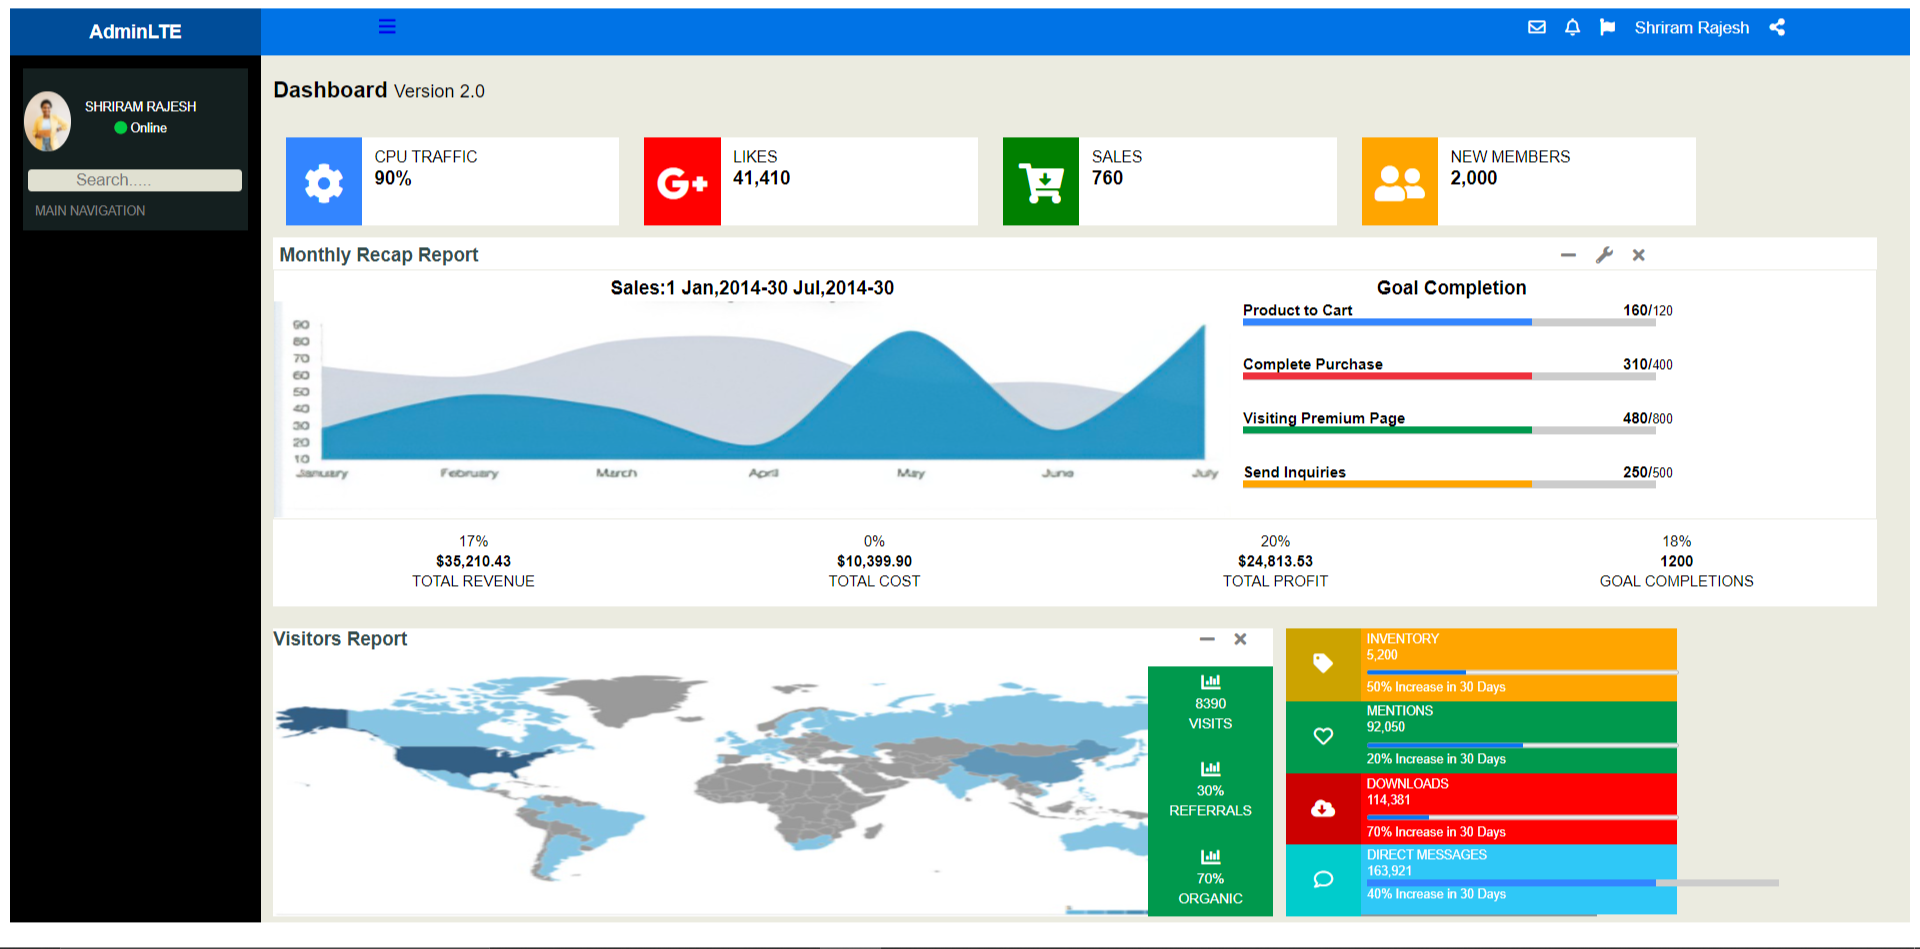 AdminLTE
Shriram Rajesh
SHRIRAM RAJESH
Online
Search.....
MAIN NAVIGATION
Dashboard Version 2.0
CPU TRAFFIC
90%
LIKES
41,410
SALES
760
NEW MEMBERS
2,000
Monthly Recap Report
Sales:1 Jan,2014-30 Jul,2014-30
90
80
70
60
50
40
30
20
10
January February March April May June July
Goal Completion
Product to Cart 160/120
Complete Purchase 310/400
Visiting Premium Page 480/800
Send Inquiries 250/500
17%
$35,210.43
TOTAL REVENUE
0%
$10,399.90
TOTAL COST
20%
$24,813.53
TOTAL PROFIT
18%
1200
GOAL COMPLETIONS
Visitors Report
8390
VISITS
30%
REFERRALS
70%
ORGANIC
INVENTORY
5,200
50% Increase in 30 Days
MENTIONS
92,050
20% Increase in 30 Days
DOWNLOADS
114,381
70% Increase in 30 Days
DIRECT MESSAGES
163,921
40% Increase in 30 Days